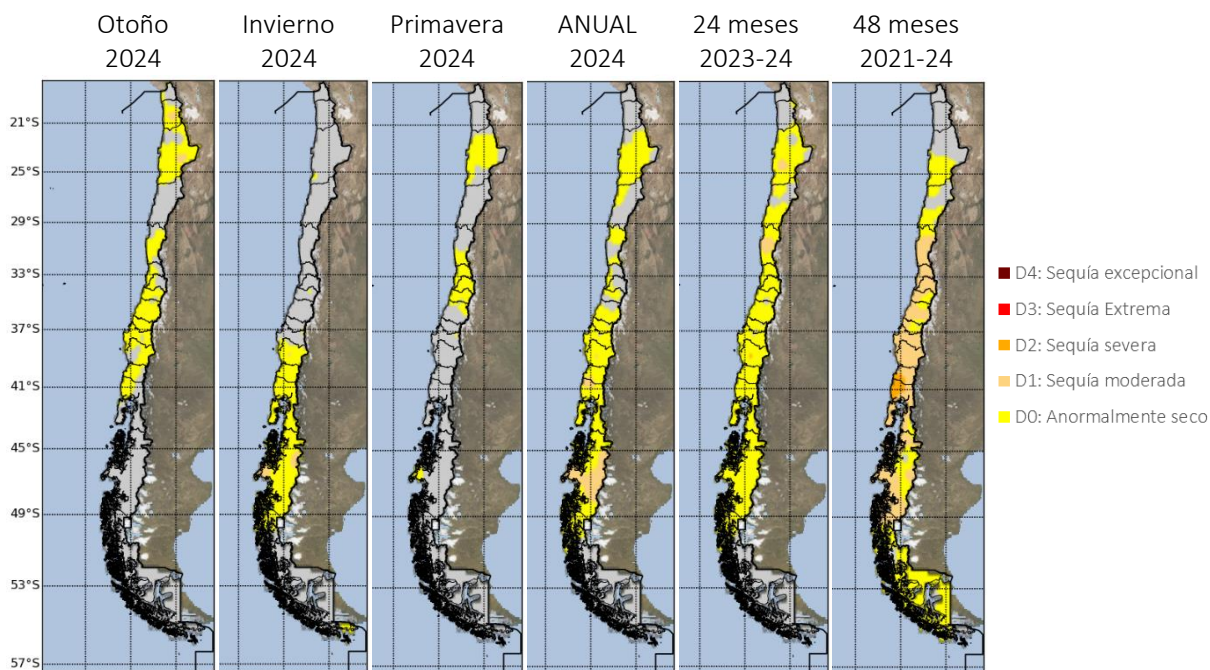 Otoño
2024
Invierno
2024
Primavera
2024
ANUAL
2024
24 meses
2023-24
48 meses
2021-24
21°S
25°S
29°S
33°S
37°S
41°S
45°S
49°S
53°S
57°S
D4: Sequía excepcional
D3: Sequía Extrema
D2: Sequía severa
D1: Sequía moderada
D0: Anormalmente seco